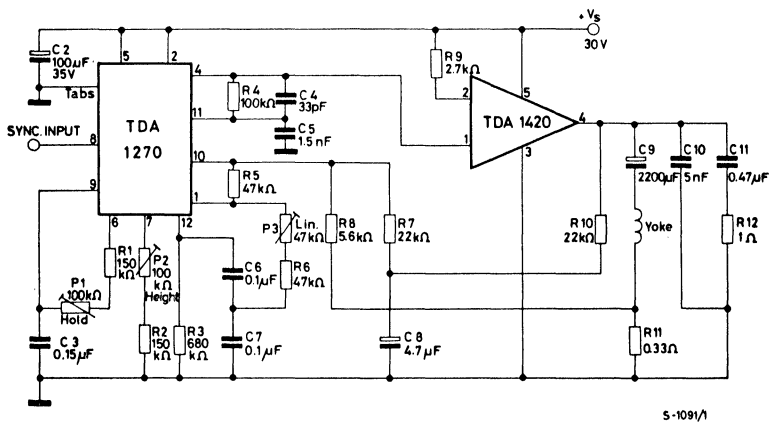 + Vs
30V
C2
100µF
35V
5
2
R9
2.7kΩ
Tabs
4
R4
100kΩ
C4
33pF
2
5
TDA 1420
4
TDA
1270
11
C5
1.5nF
1
3
SYNC. INPUT
8
C9
2200µF
C10
5nF
C11
0.47µF
10
R5
47kΩ
9
1
6
7
12
P3
Lin.
47kΩ
R8
5.6kΩ
R7
22kΩ
R10
22kΩ
Yoke
R12
1Ω
R1
150
kΩ
P2
100
kΩ
Height
C6
0.1µF
R6
47kΩ
P1
100kΩ
Hold
C3
0.15µF
R2
150
kΩ
R3
680
kΩ
C7
0.1µF
C8
4.7µF
R11
0.33Ω
S-1091/1